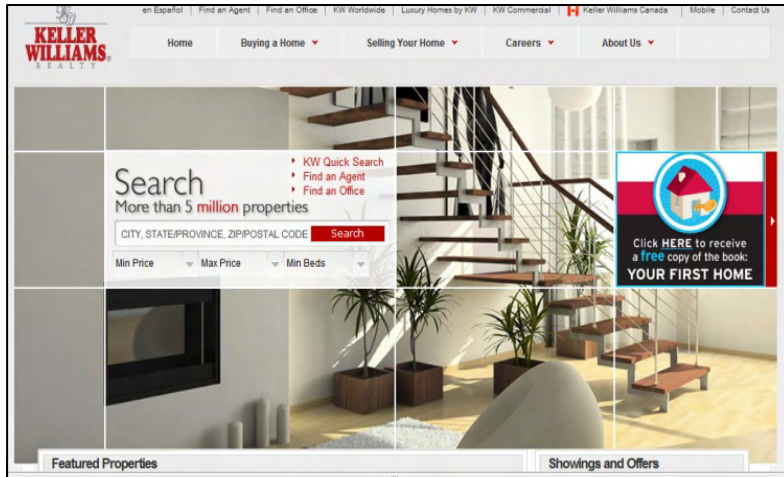 en Español | Find an Agent | Find an Office | KW Worldwide | Luxury Homes by KW | KW Commercial | Keller Williams Canada | Mobile | Contact Us
KELLER
WILLIAMS®
REALTY
Home Buying a Home Selling Your Home Careers About Us
KW Quick Search
Find an Agent
Find an Office
Search
More than 5 million properties
CITY, STATE/PROVINCE, ZIP/POSTAL CODE Search
Min Price Max Price Min Beds
Click HERE to receive
a free copy of the book:
YOUR FIRST HOME
Featured Properties Showings and Offers